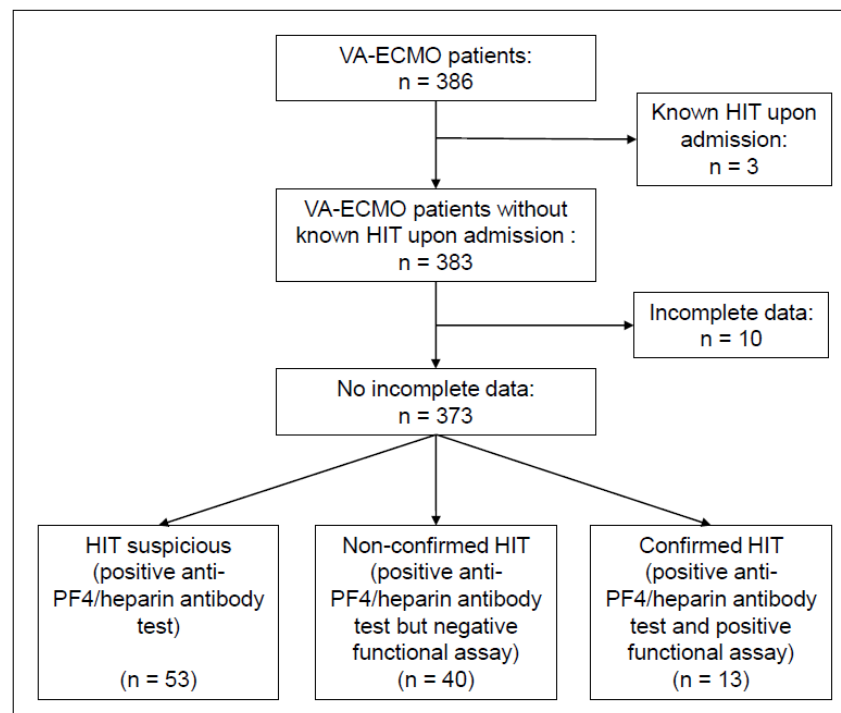 VA-ECMO patients:
n = 386
Known HIT upon
admission:
n = 3
VA-ECMO patients without
known HIT upon admission :
n = 383
Incomplete data:
n = 10
No incomplete data:
n = 373
HIT suspicious
(positive anti-
PF4/heparin antibody
test)
(n = 53)
Non-confirmed HIT
(positive anti-
PF4/heparin antibody
test but negative
functional assay)
(n = 40)
Confirmed HIT
(positive anti-
PF4/heparin antibody
test and positive
functional assay)
(n = 13)